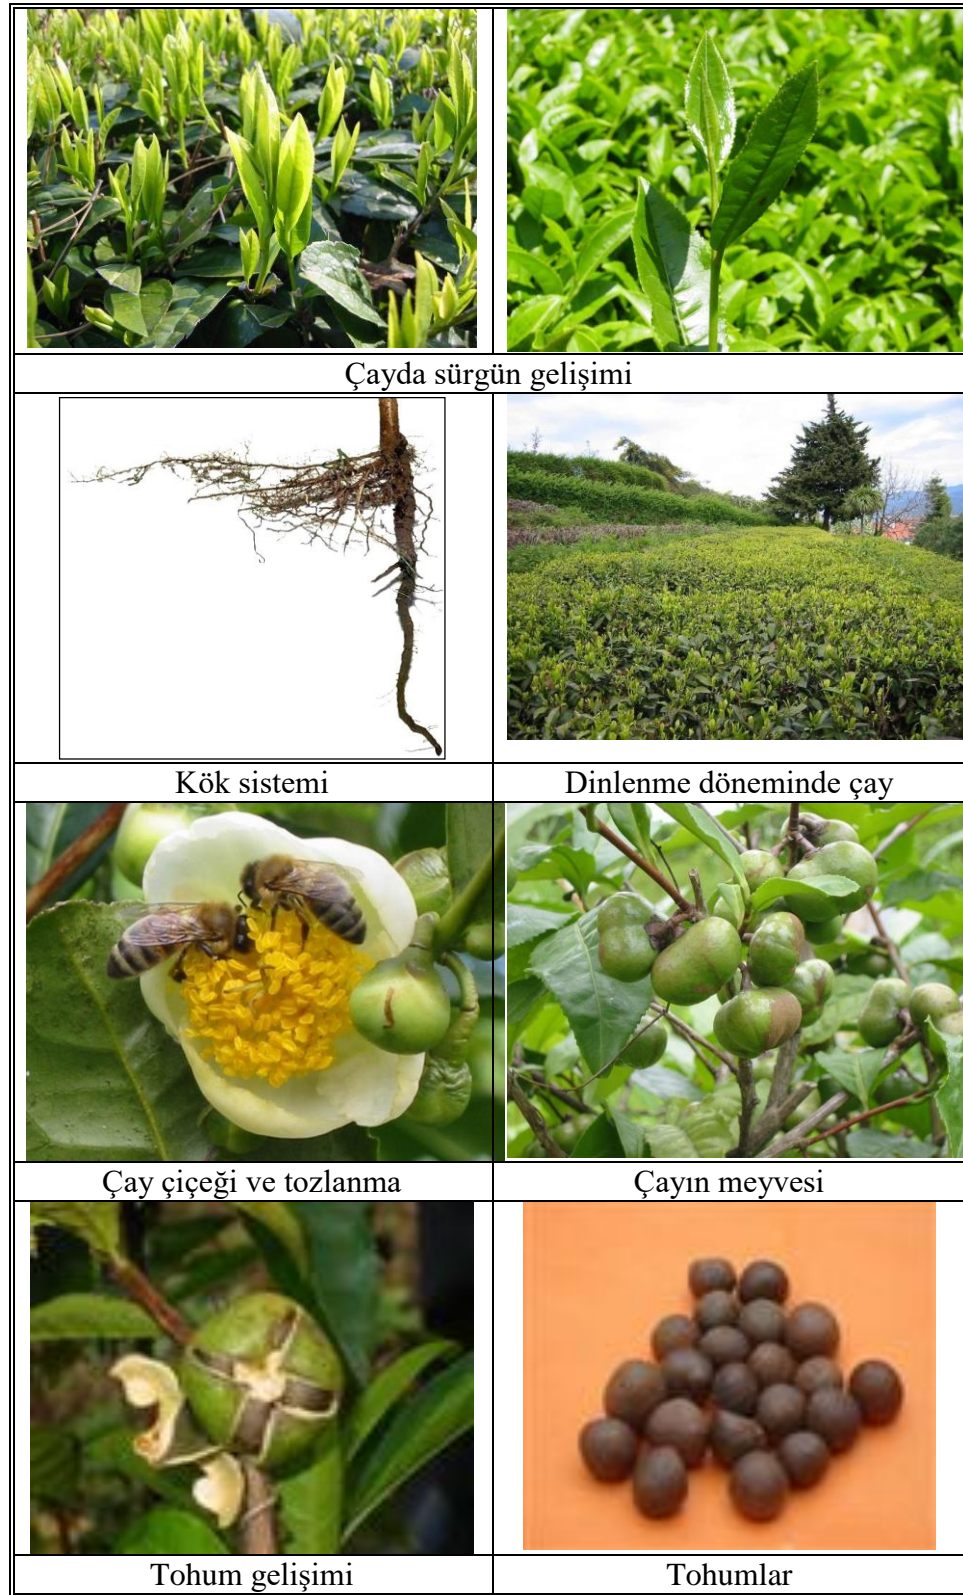 Çayda sürgün gelişimi
Kök sistemi
Dinlenme döneminde çay
Çay çiçeği ve tozlanma
Çayın meyvesi
Tohum gelişimi
Tohumlar